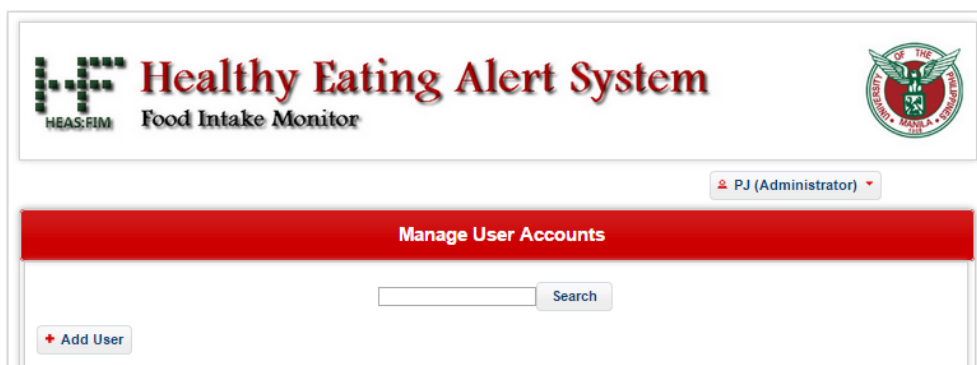 Healthy Eating Alert System
HEAS:FIM
Food Intake Monitor
UNIVERSITY OF THE PHILIPPINES
MANILA
PJ (Administrator)
Manage User Accounts
Search
+ Add User